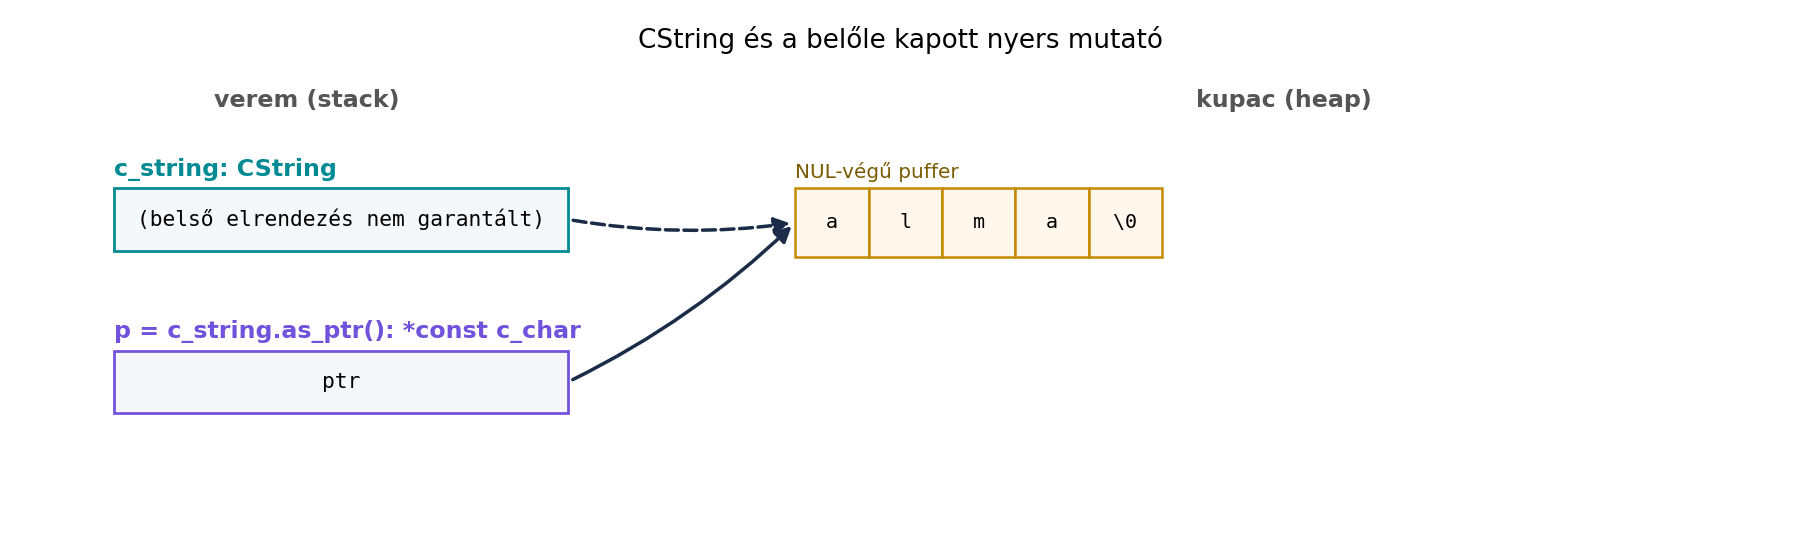 CString és a belőle kapott nyers mutató
verem (stack)
kupac (heap)
c_string: CString
(belső elrendezés nem garantált)
NUL-végű puffer
a l m a \0
p = c_string.as_ptr(): *const c_char
ptr